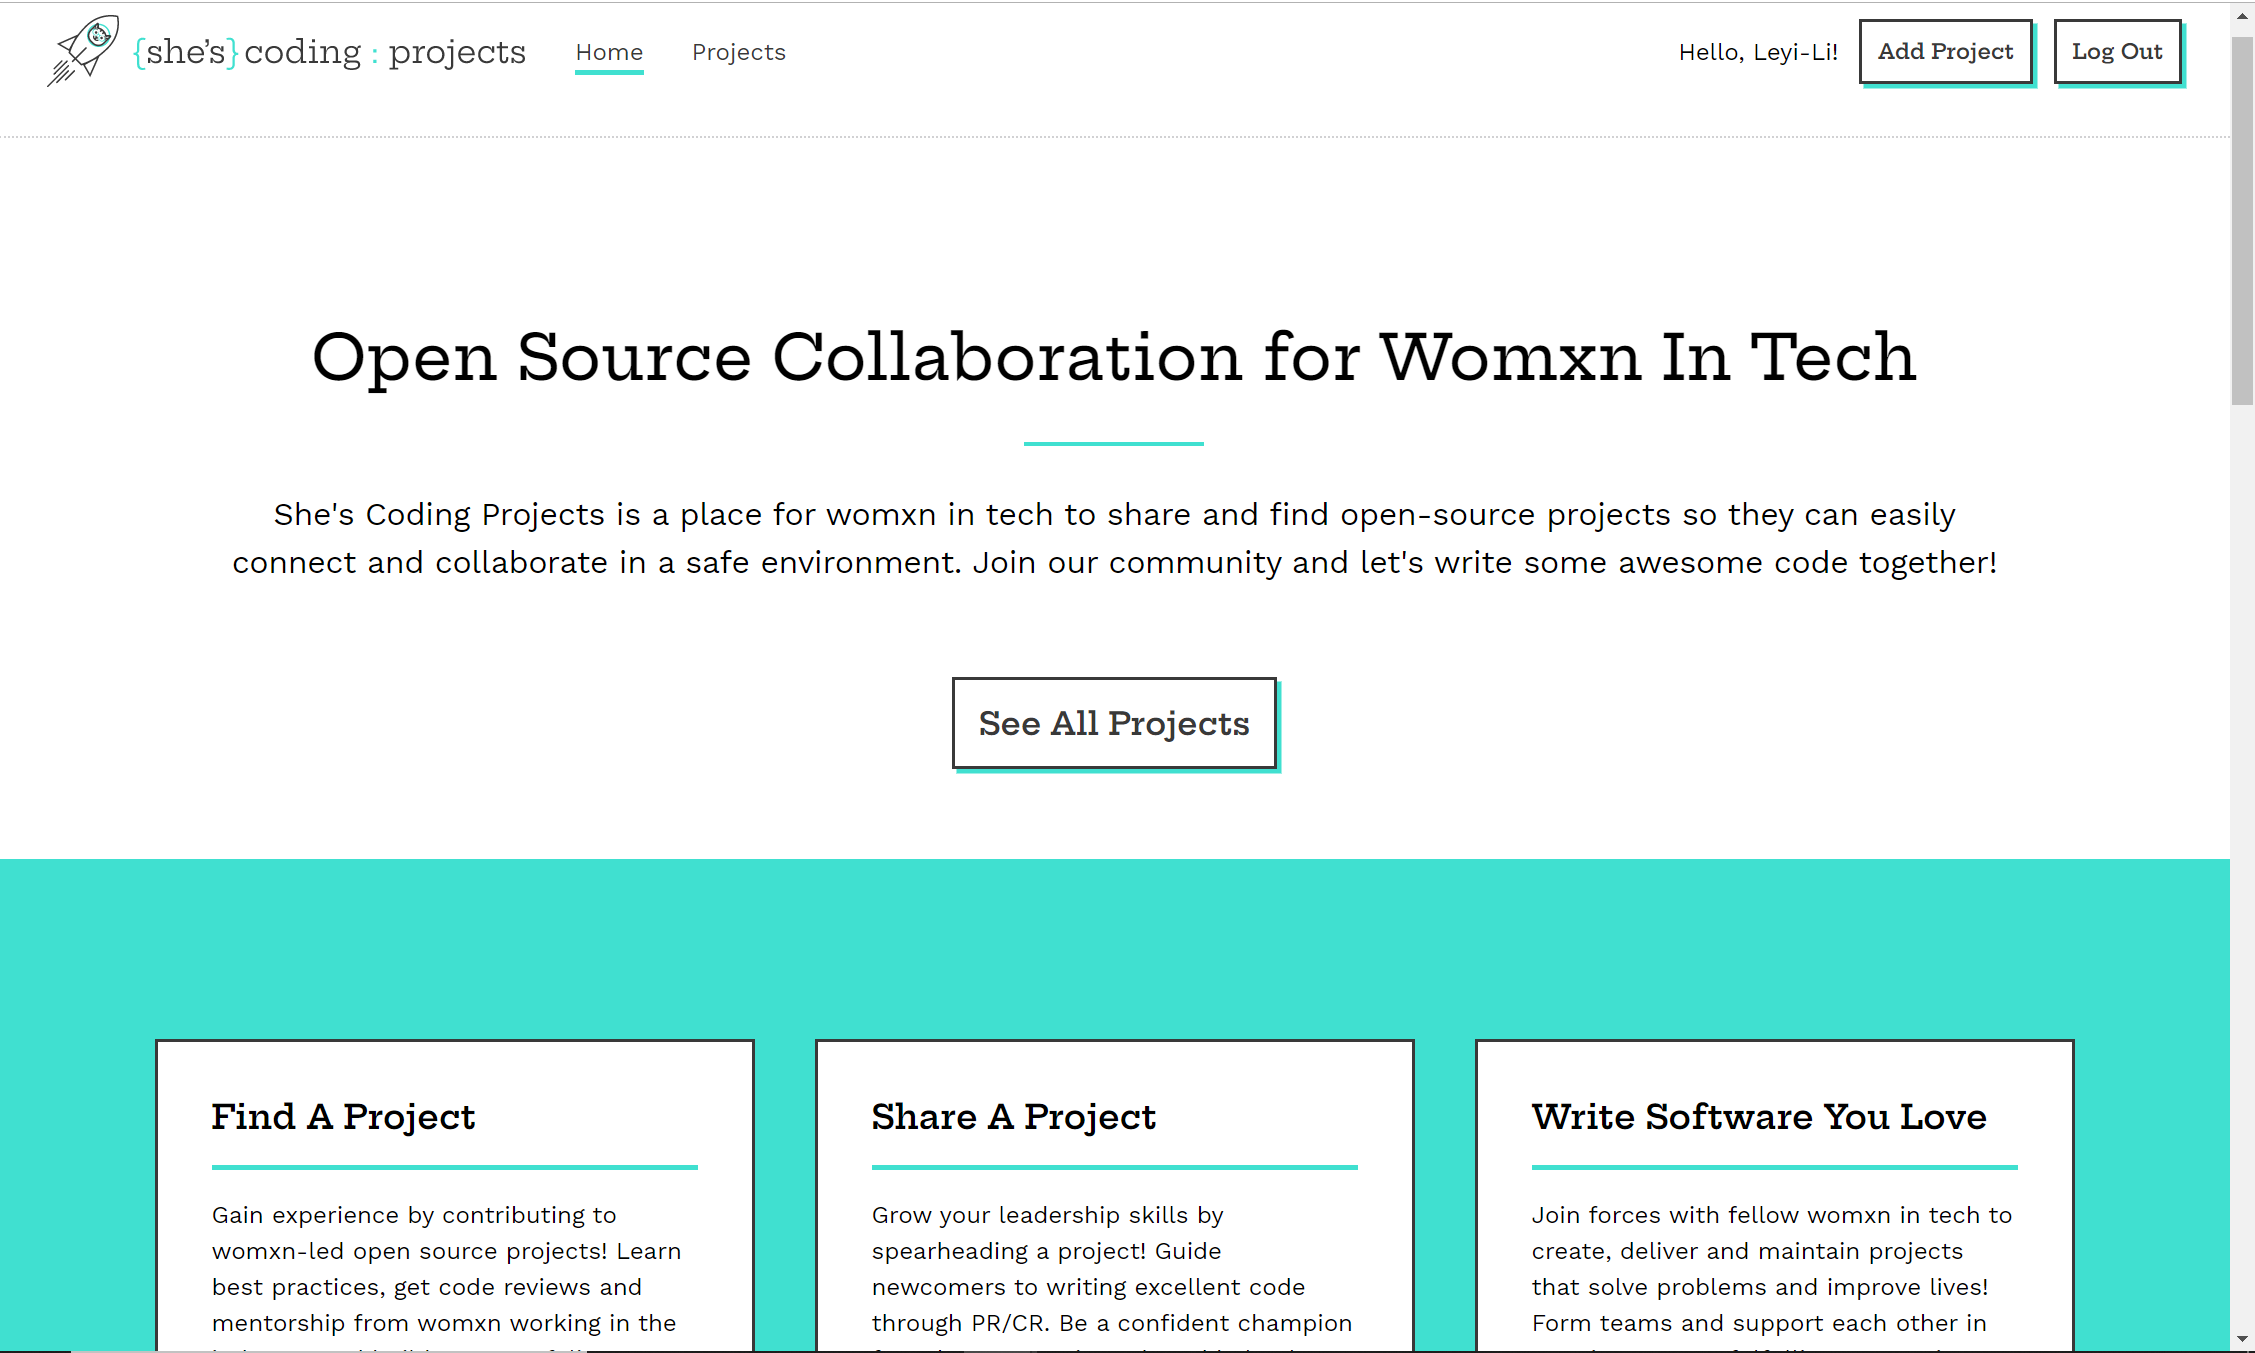 {she's} coding : projects
Home
Projects
Hello, Leyi-Li!
Add Project
Log Out
Open Source Collaboration for Womxn In Tech
She's Coding Projects is a place for womxn in tech to share and find open-source projects so they can easily
connect and collaborate in a safe environment. Join our community and let's write some awesome code together!
See All Projects
Find A Project
Gain experience by contributing to
womxn-led open source projects! Learn
best practices, get code reviews and
mentorship from womxn working in the
Share A Project
Grow your leadership skills by
spearheading a project! Guide
newcomers to writing excellent code
through PR/CR. Be a confident champion
Write Software You Love
Join forces with fellow womxn in tech to
create, deliver and maintain projects
that solve problems and improve lives!
Form teams and support each other in